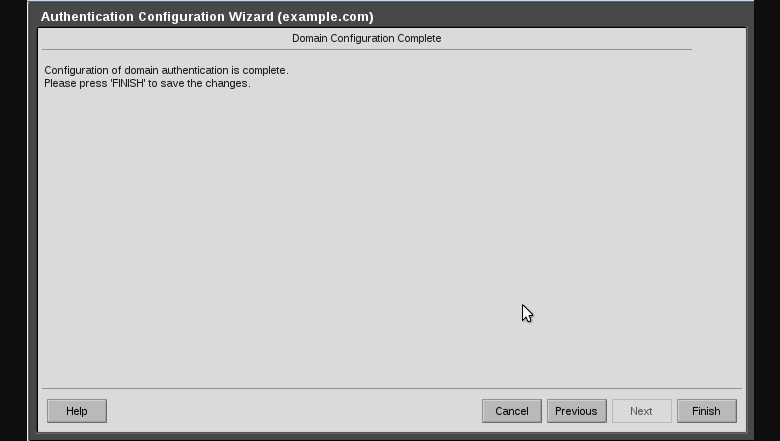 Authentication Configuration Wizard (example.com)
Domain Configuration Complete
Configuration of domain authentication is complete.
Please press 'FINISH' to save the changes.
Help
Cancel
Previous
Next
Finish